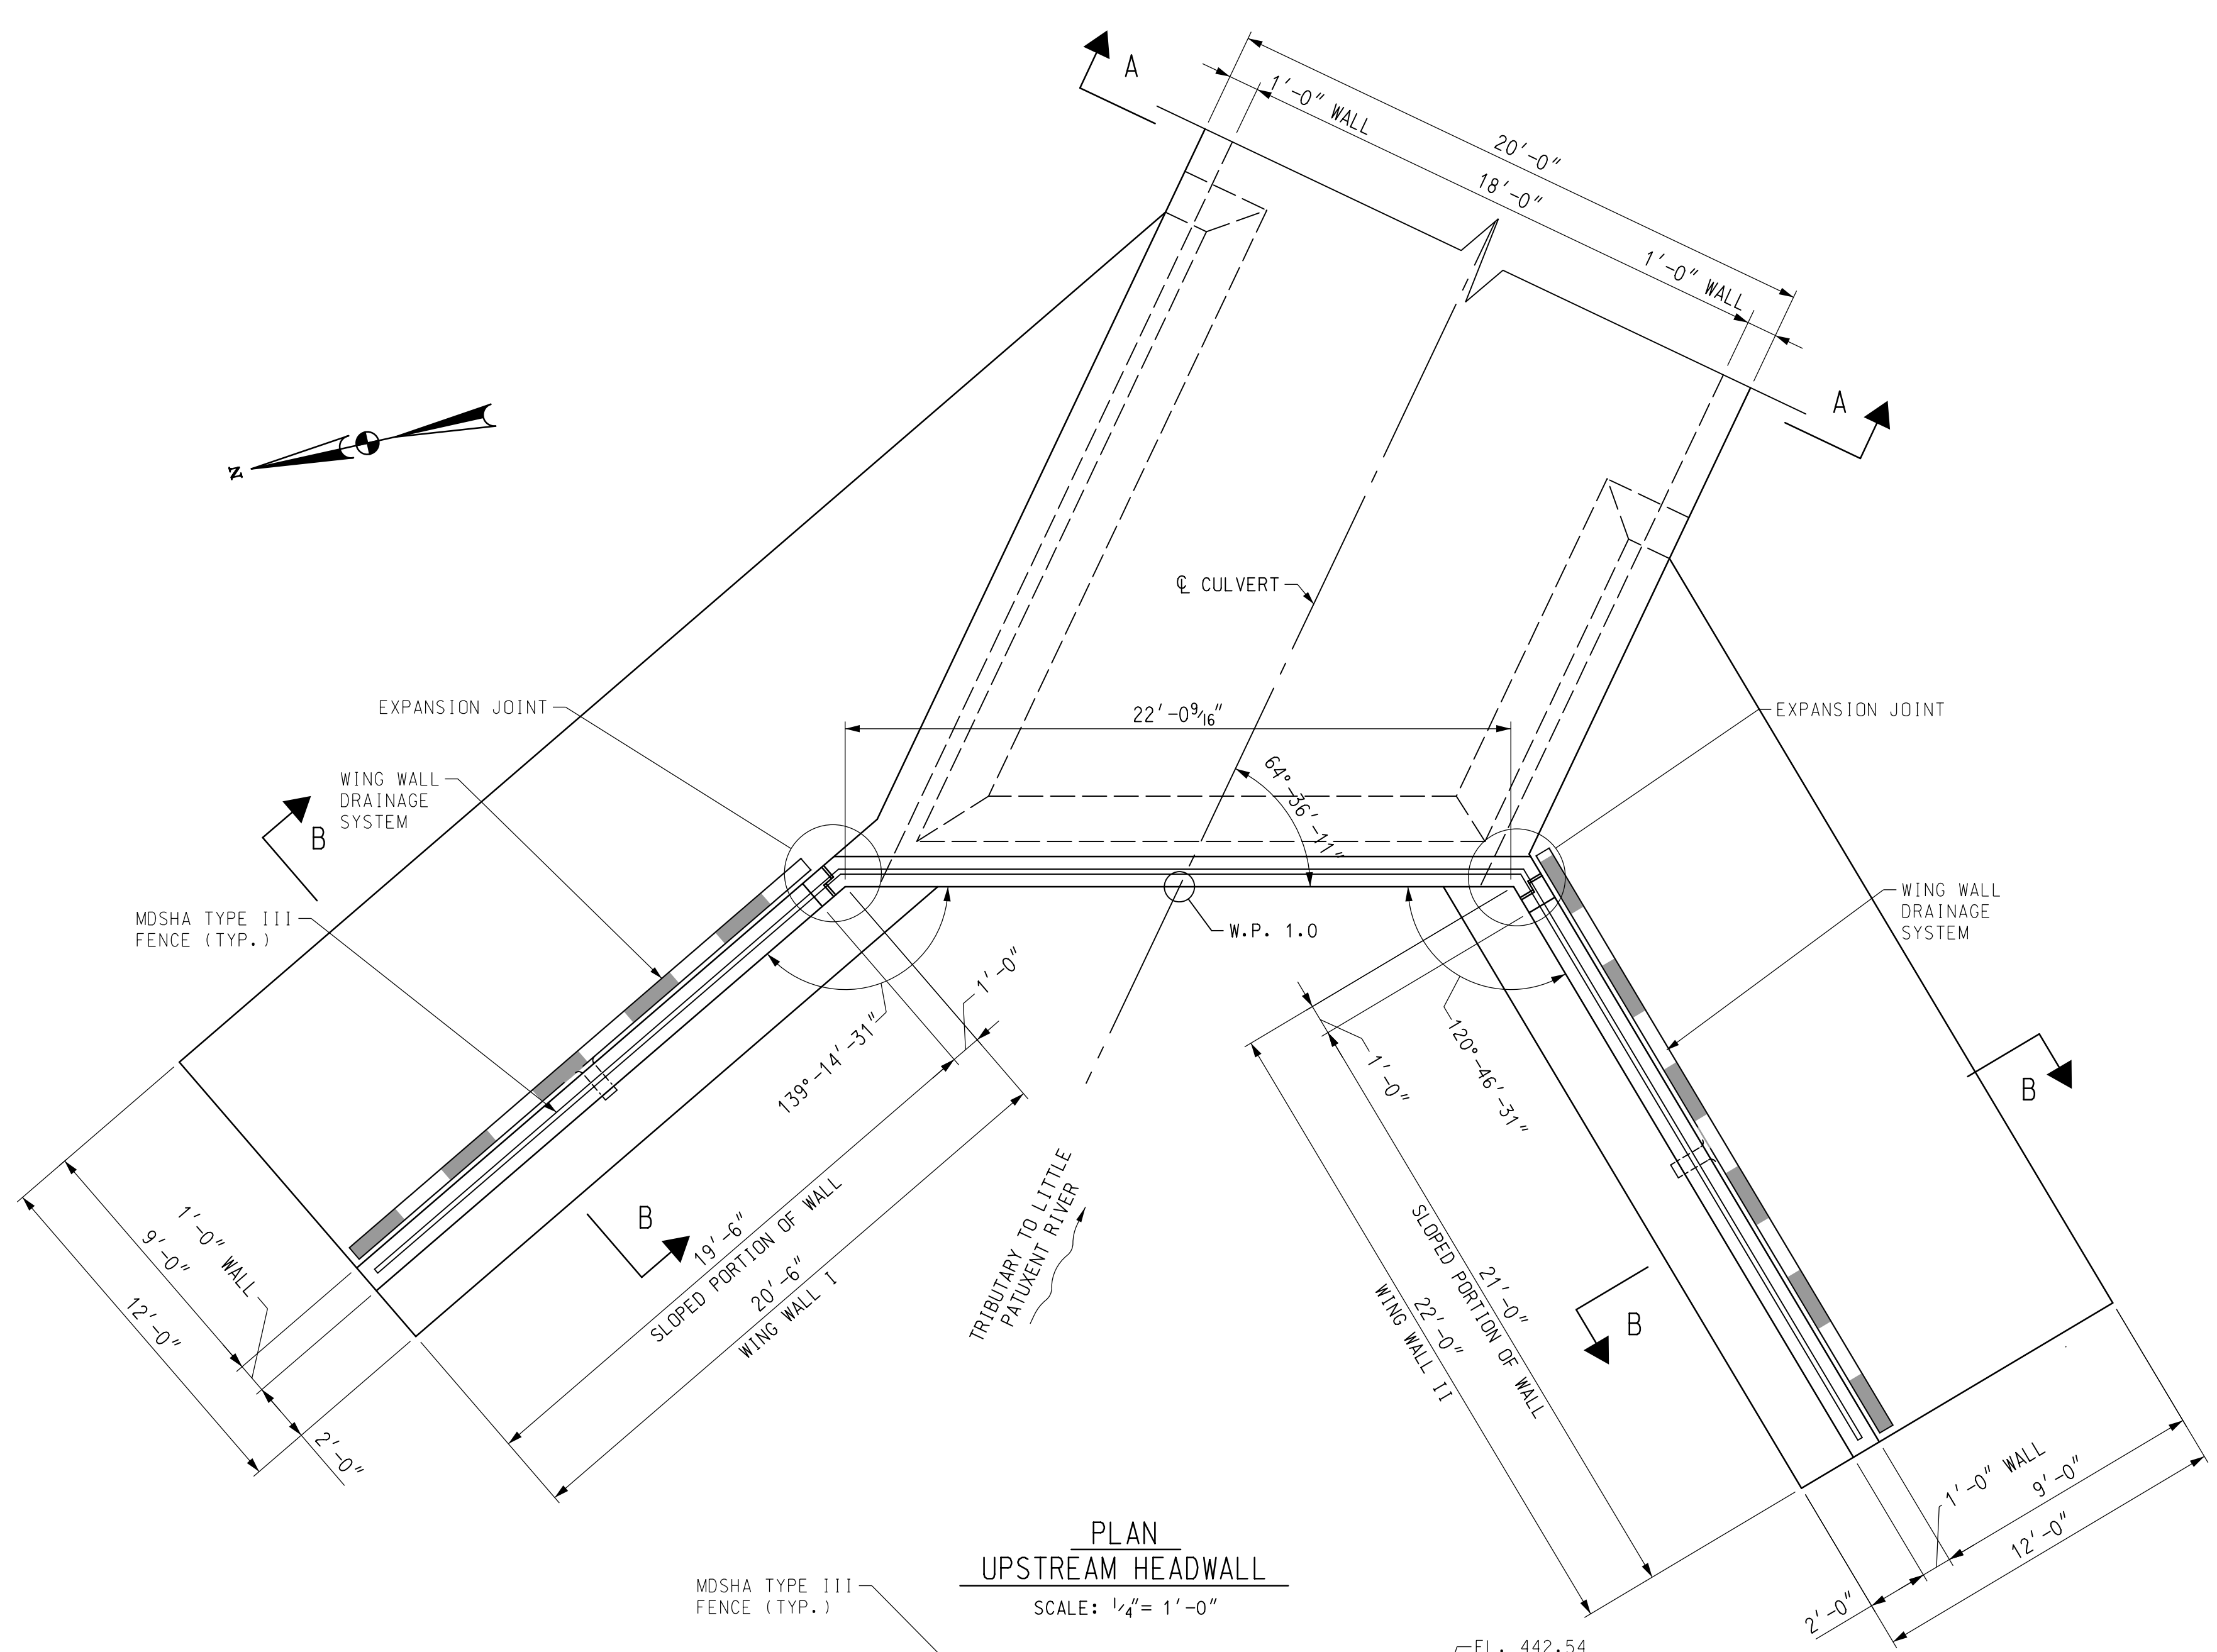 A
1'-0" WALL
20'-0"
18'-0"
1'-0" WALL
A
N
℄ CULVERT
EXPANSION JOINT
22'-0 9/16"
EXPANSION JOINT
64°-36'-11"
WING WALL
DRAINAGE
SYSTEM
B
MDSHA TYPE III
FENCE (TYP.)
W.P. 1.0
WING WALL
DRAINAGE
SYSTEM
1'-0"
139°-14'-31"
1'-0"
120°-46'-31"
B
B
1'-0" WALL
9'-0"
12'-0"
2'-0"
19'-6"
SLOPED PORTION OF WALL
20'-6"
WING WALL I
TRIBUTARY TO LITTLE
PATUXENT RIVER
21'-0"
SLOPED PORTION OF WALL
22'-0"
WING WALL II
B
1'-0" WALL
9'-0"
12'-0"
2'-0"
PLAN
UPSTREAM HEADWALL
SCALE: 1/4"= 1'-0"
MDSHA TYPE III
FENCE (TYP.)
EL. 442.54